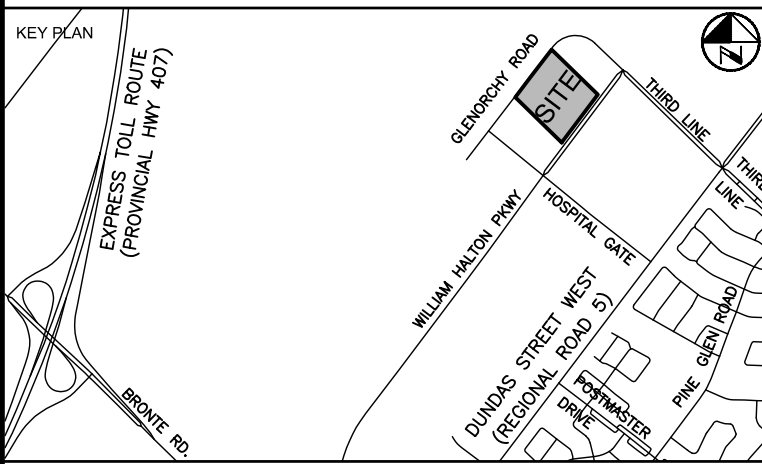 KEY PLAN
EXPRESS TOLL ROUTE
(PROVINCIAL HWY 407)
GLENORCHY ROAD
SITE
THIRD LINE
THIRD
LINE
N
WILLIAM HALTON PKWY
HOSPITAL GATE
DUNDAS STREET WEST
(REGIONAL ROAD 5)
PINE GLEN ROAD
POSTMASTER
DRIVE
BRONTE RD.